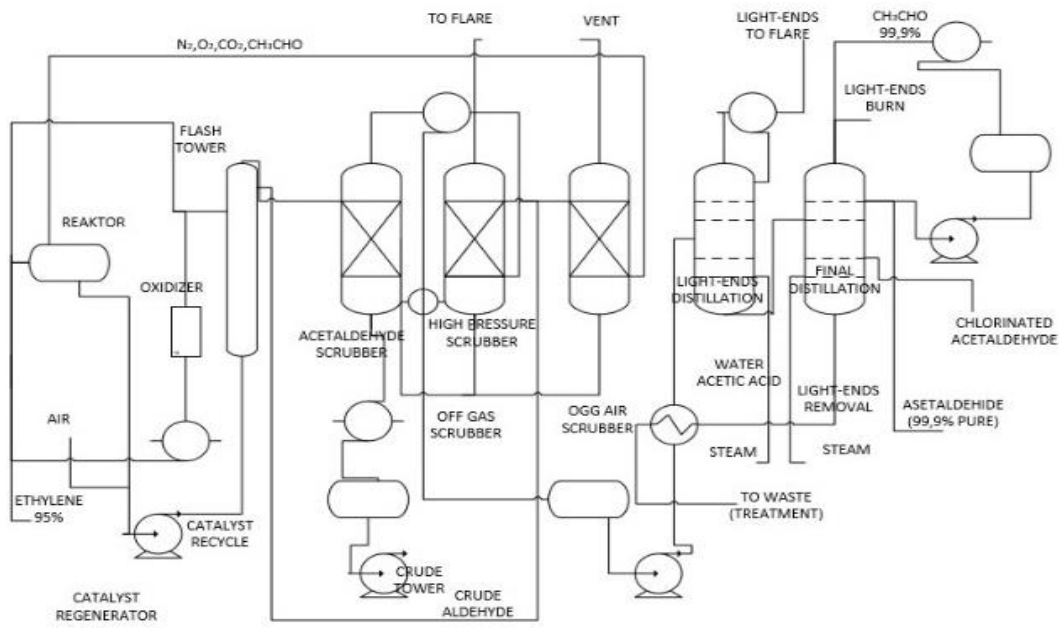 TO FLARE
VENT
LIGHT-ENDS
TO FLARE
CH₃CHO
99,9%
N₂,O₂,CO₂,CH₃CHO
LIGHT-ENDS
BURN
FLASH
TOWER
REAKTOR
OXIDIZER
LIGHT-ENDS
DISTILLATION
FINAL
DISTILLATION
ACETALDEHYDE
SCRUBBER
HIGH PRESSURE
SCRUBBER
CHLORINATED
ACETALDEHYDE
WATER
ACETIC ACID
LIGHT-ENDS
REMOVAL
AIR
OFF GAS
SCRUBBER
OGG AIR
SCRUBBER
ASETALDEHIDE
(99,9% PURE)
STEAM
STEAM
ETHYLENE
95%
TO WASTE
(TREATMENT)
CATALYST
RECYCLE
CRUDE
TOWER
CRUDE
ALDEHYDE
CATALYST
REGENERATOR